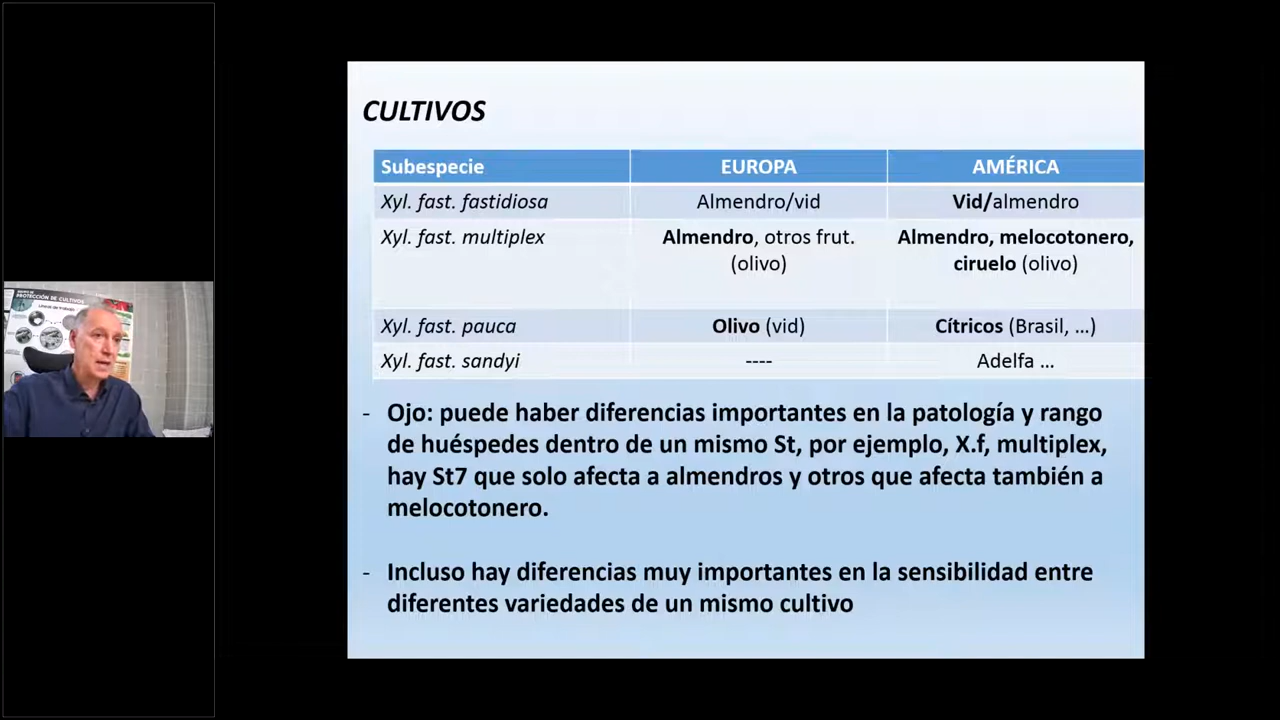 CULTIVOS
Subespecie EUROPA AMÉRICA
Xyl. fast. fastidiosa Almendro/vid Vid/almendro
Xyl. fast. multiplex Almendro, otros frut. Almendro, melocotonero,
(olivo) ciruelo (olivo)
Xyl. fast. pauca Olivo (vid) Cítricos (Brasil, ...)
Xyl. fast. sandyi ---- Adelfa ...
- Ojo: puede haber diferencias importantes en la patología y rango
de huéspedes dentro de un mismo St, por ejemplo, X.f, multiplex,
hay St7 que solo afecta a almendros y otros que afecta también a
melocotonero.
- Incluso hay diferencias muy importantes en la sensibilidad entre
diferentes variedades de un mismo cultivo
PROTECCIÓN DE CULTIVOS